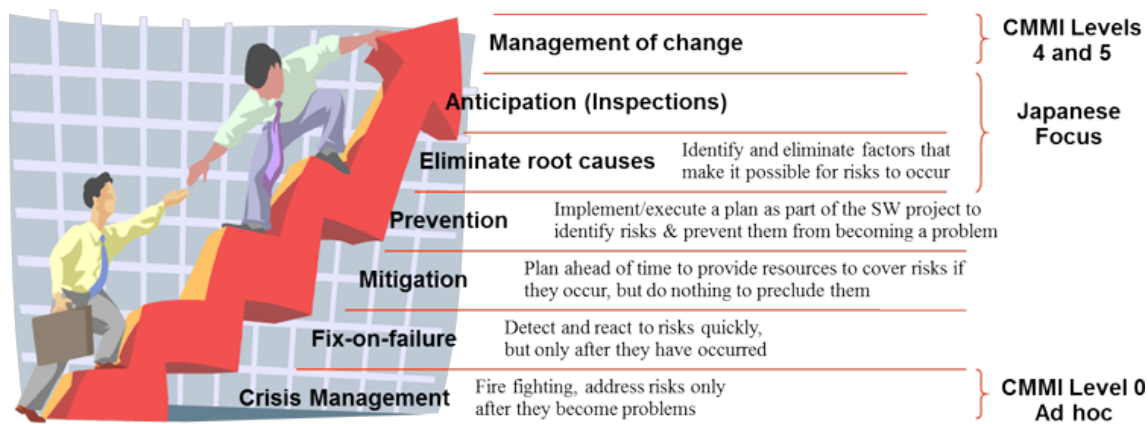 Management of change
CMMI Levels
4 and 5
Anticipation (Inspections)
Japanese
Focus
Eliminate root causes
Identify and eliminate factors that
make it possible for risks to occur
Prevention
Implement/execute a plan as part of the SW project to
identify risks & prevent them from becoming a problem
Mitigation
Plan ahead of time to provide resources to cover risks if
they occur, but do nothing to preclude them
Fix-on-failure
Detect and react to risks quickly,
but only after they have occurred
Crisis Management
Fire fighting, address risks only
after they become problems
CMMI Level 0
Ad hoc